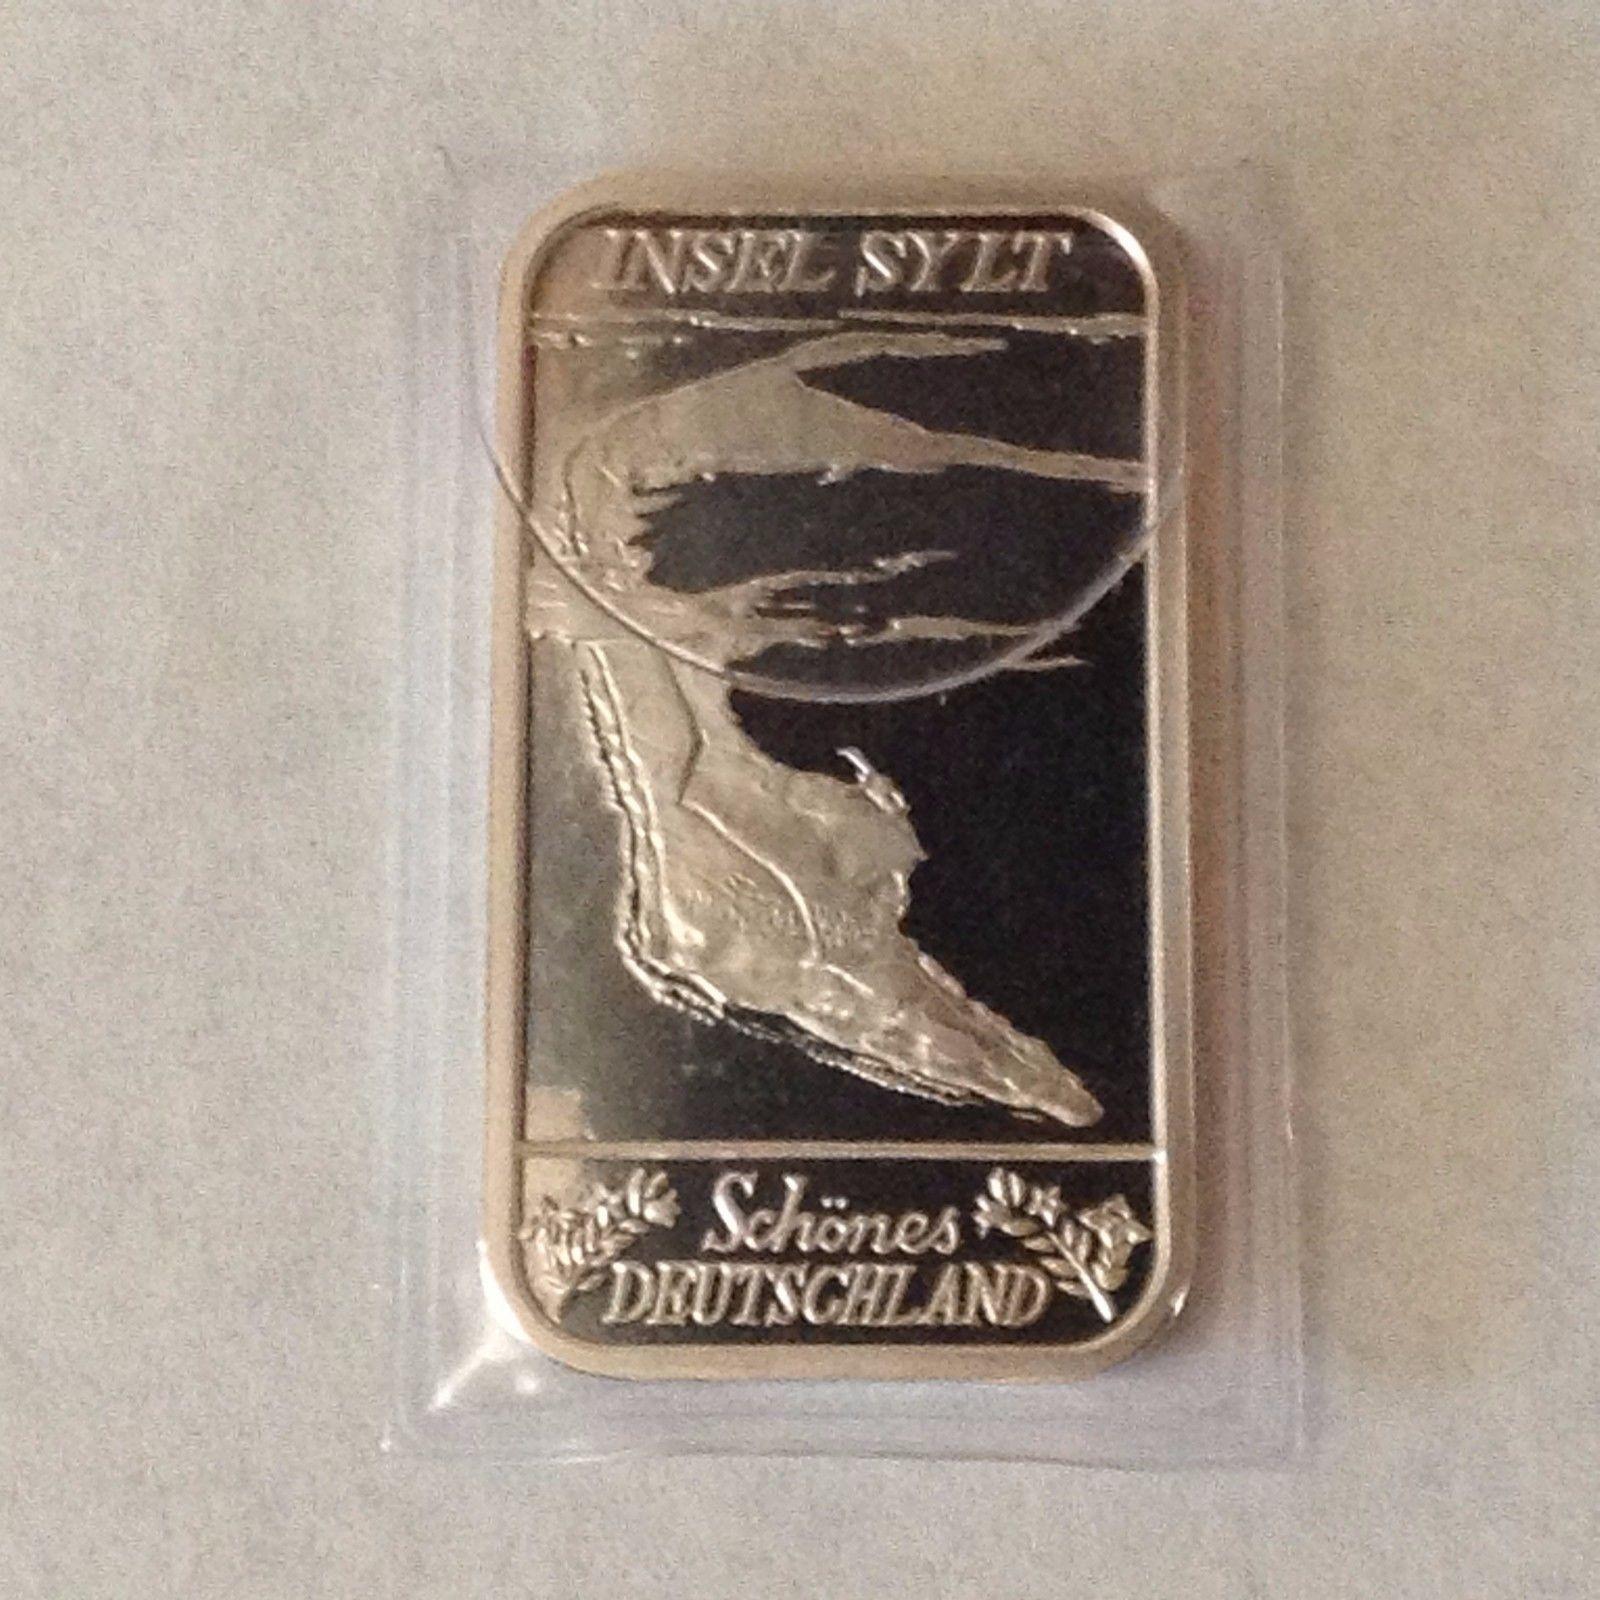 INSEL SYLT
Schönes
DEUTSCHLAND